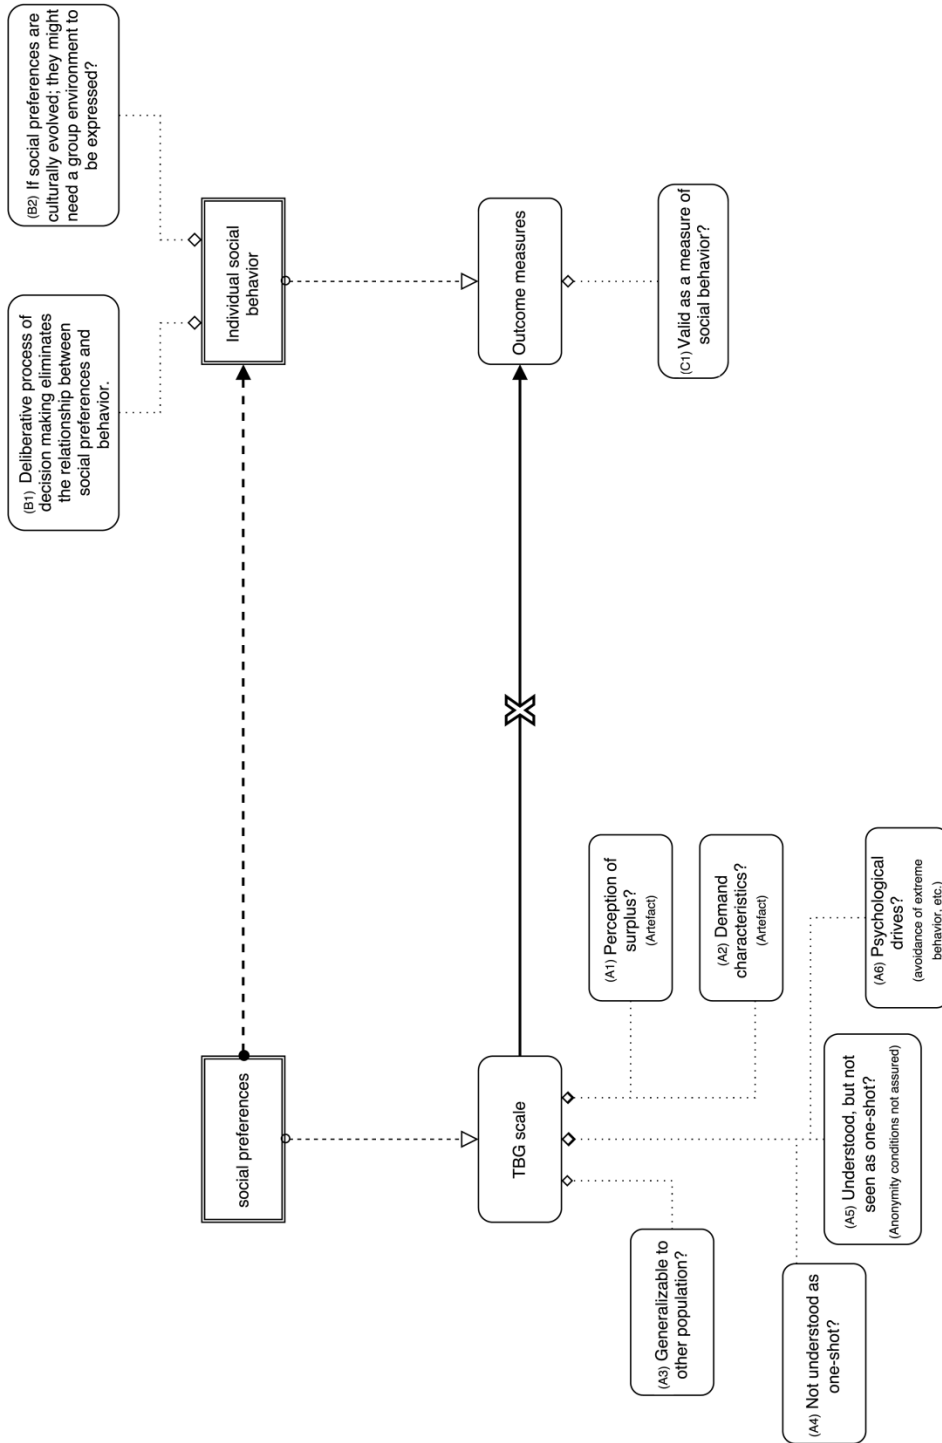 (B1) Deliberative process of
decision making eliminates
the relationship between
social preferences and
behavior.
(B2) If social preferences are
culturally evolved; they might
need a group environment to
be expressed?
social preferences
Individual social
behavior
TBG scale
Outcome measures
(A3) Generalizable to
other population?
(A1) Perception of
surplus?
(Artefact)
(C1) Valid as a measure of
social behavior?
(A2) Demand
characteristics?
(Artefact)
(A4) Not understood as
one-shot?
(A5) Understood, but not
seen as one-shot?
(Anonymity conditions not assured)
(A6) Psychological
drives?
(avoidance of extreme
behavior, etc.)